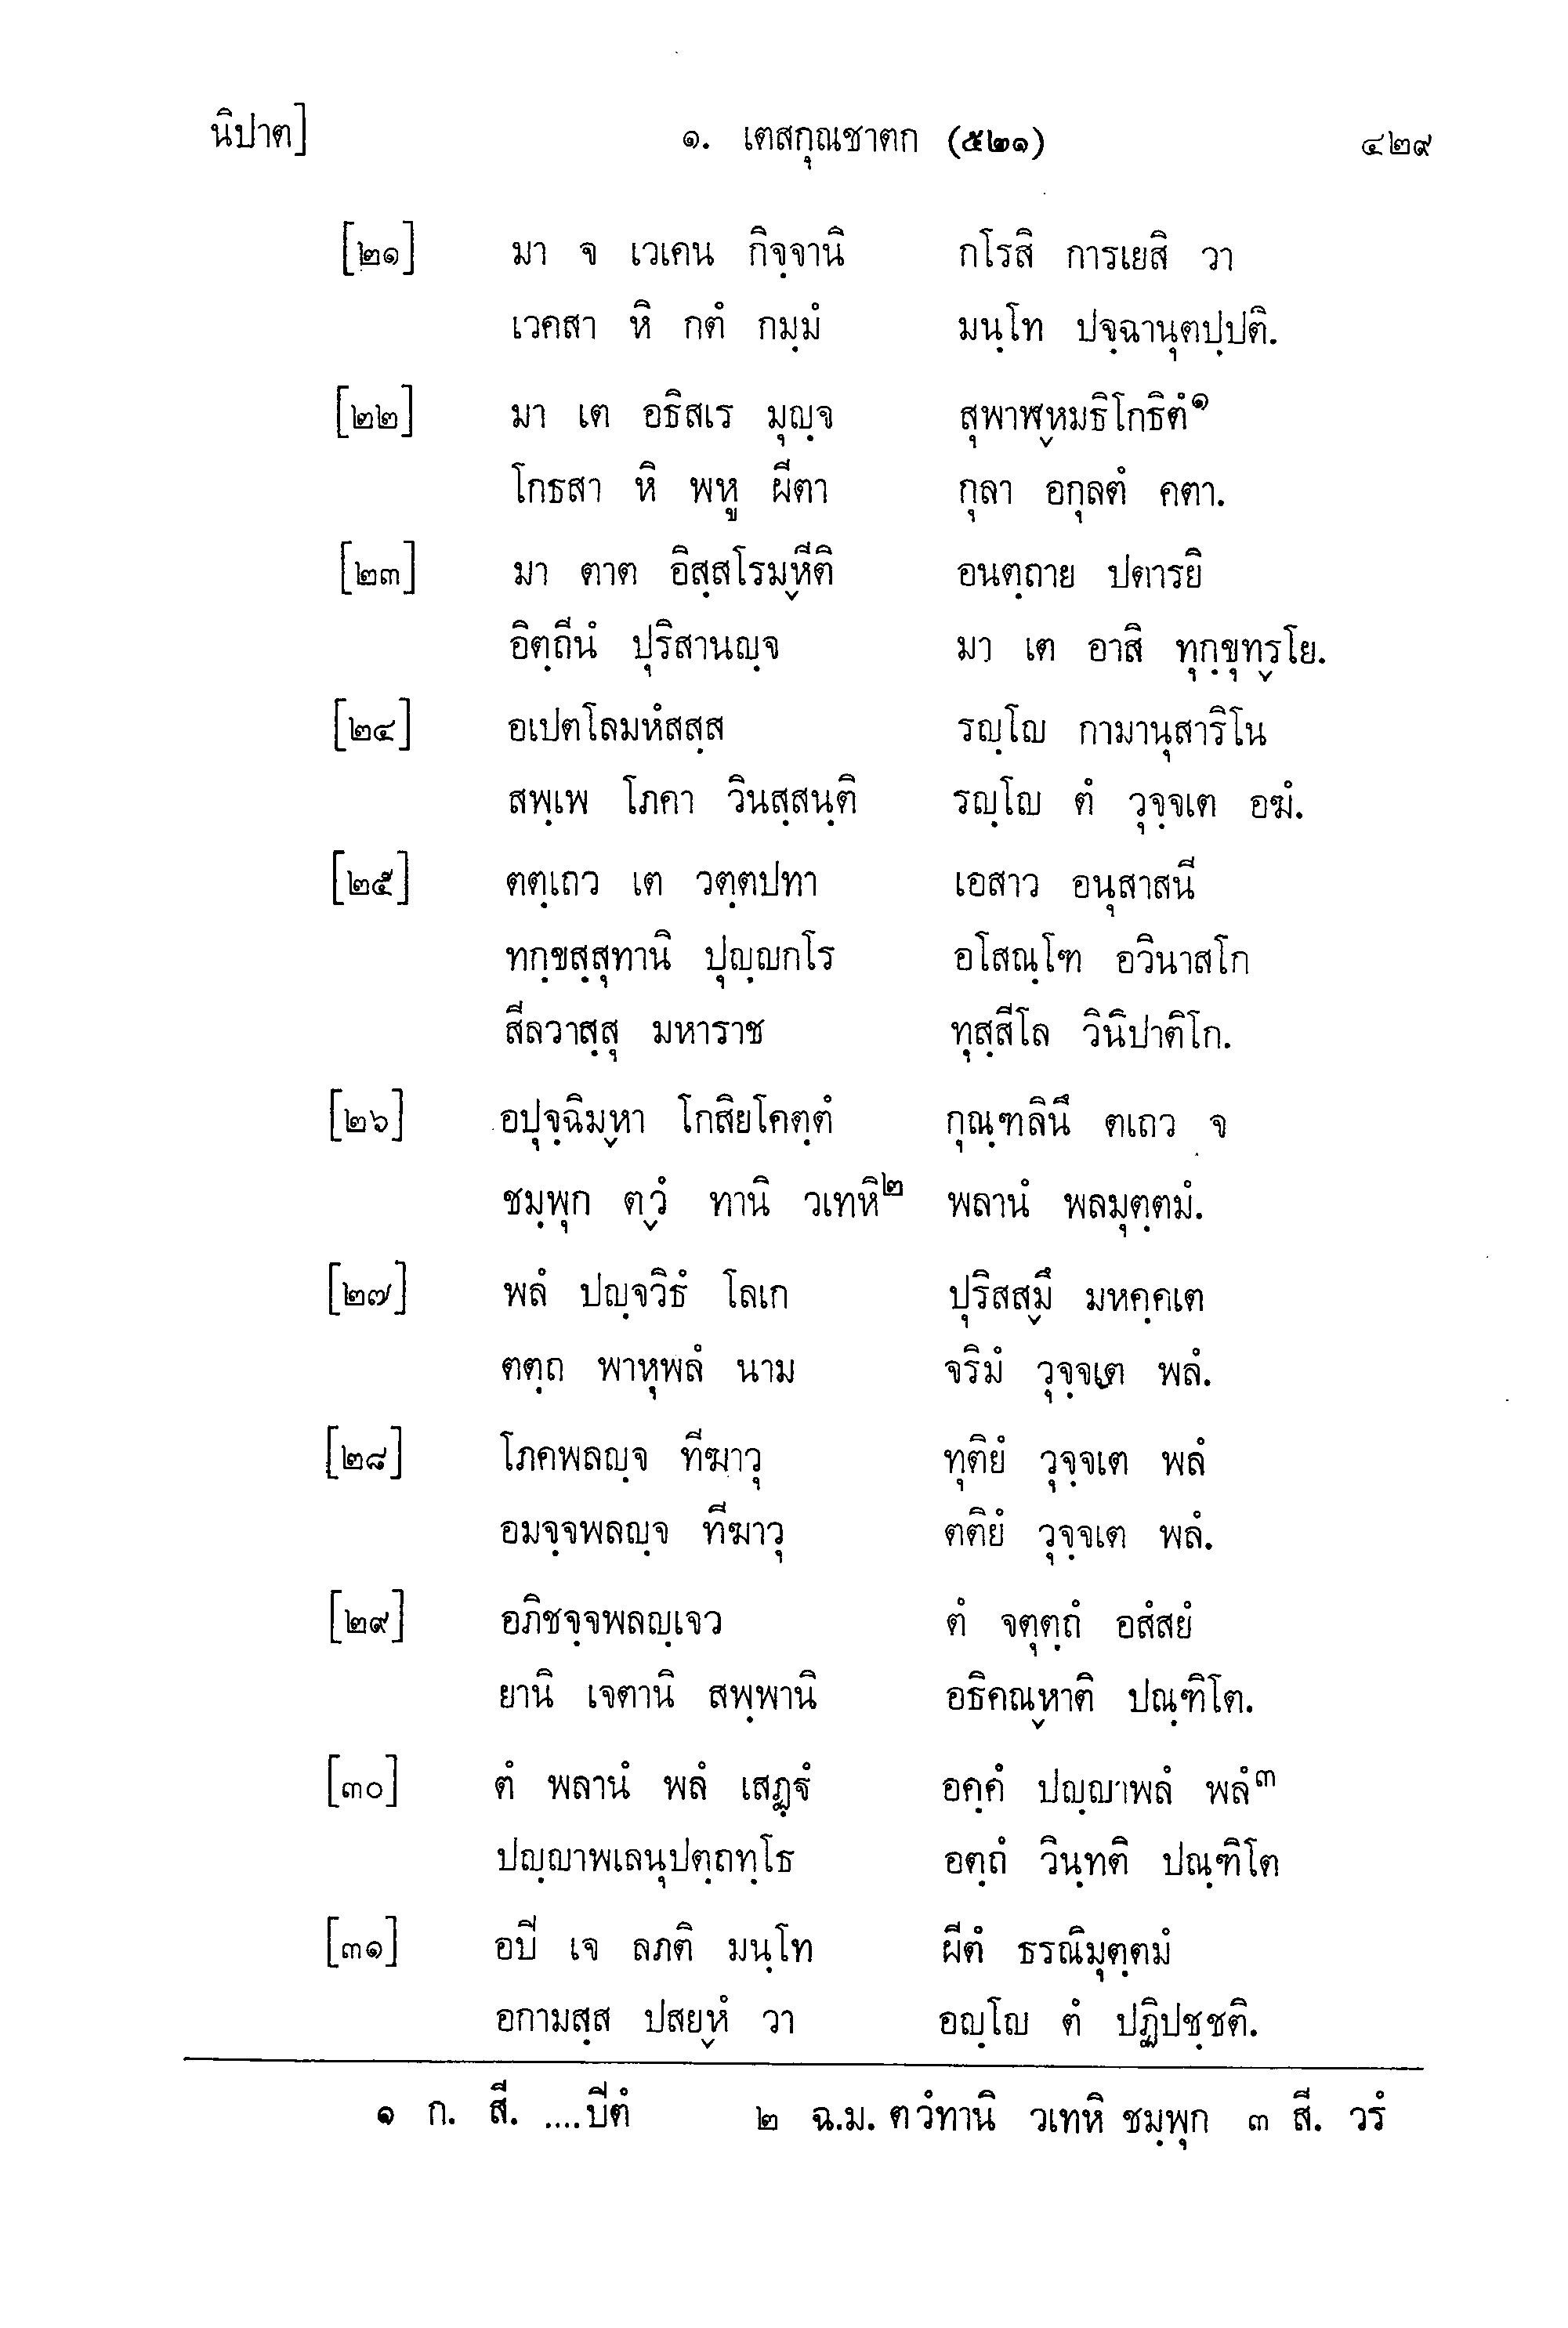 นิปาต] ๑. เตสกุณชาตก (๕๒๑) ๔๒๙
[๒๑] มา จ เวเคน กิจฺจานิ กโรสิ การเยสิ วา
เวคสา หิ กตํ กมฺมํ มนฺโท ปจฺฉานุตปฺปติ.
[๒๒] มา เต อธิสเร มุญฺจ สุพาฬฺหมธิโกธิตํ๑
โกธสา หิ พหู ผีตา กุลา อกุลตํ คตา.
[๒๓] มา ตาต อิสฺสโรมฺหีติ อนตฺถาย ปตารยิ
อิตฺถีนํ ปุริสานญฺจ มา เต อาสิ ทุกฺขุทฺรโย.
[๒๔] อเปตโลมหํสสฺส รญฺโญ กามานุสาริโน
สพฺเพ โภคา วินสฺสนฺติ รญฺโญ ตํ วุจฺจเต อฆํ.
[๒๕] ตตฺเถว เต วตฺตปทา เอสาว อนุสาสนี
ทกฺขสฺสุทานิ ปุญฺญกโร อโสณฺโฑ อวินาสโก
สีลวาสฺสุ มหาราช ทุสฺสีโล วินิปาติโก.
[๒๖] อปุจฺฉิมฺหา โกสิยโคตฺตํ กุณฺฑลินึ ตเถว จ
ชมฺพุก ตฺวํ ทานิ วเทหิ๒ พลานํ พลมุตฺตมํ.
[๒๗] พลํ ปญฺจวิธํ โลเก ปุริสสฺมึ มหคฺคเต
ตตฺถ พาหุพลํ นาม จริมํ วุจฺจเต พลํ.
[๒๘] โภคพลญฺจ ทีฆาวุ ทุติยํ วุจฺจเต พลํ
อมจฺจพลญฺจ ทีฆาวุ ตติยํ วุจฺจเต พลํ.
[๒๙] อภิชจฺจพลญฺเจว ตํ จตุตฺถํ อสํสยํ
ยานิ เจตานิ สพฺพานิ อธิคณฺหาติ ปณฺฑิโต.
[๓๐] ตํ พลานํ พลํ เสฏฺฐํ อคฺคํ ปญฺญาพลํ พลํ๓
ปญฺญาพเลนุปตฺถทฺโธ อตฺถํ วินฺทติ ปณฺฑิโต
[๓๑] อปี เจ ลภติ มนฺโท ผีตํ ธรณิมุตฺตมํ
อกามสฺส ปสยฺหํ วา อญฺโญ ตํ ปฏิปชฺชติ.
๑ ก. สี. ....ปีตํ ๒ ฉ.ม. ตวํทานิ วเทหิ ชมฺพุก ๓ สี. วรํ